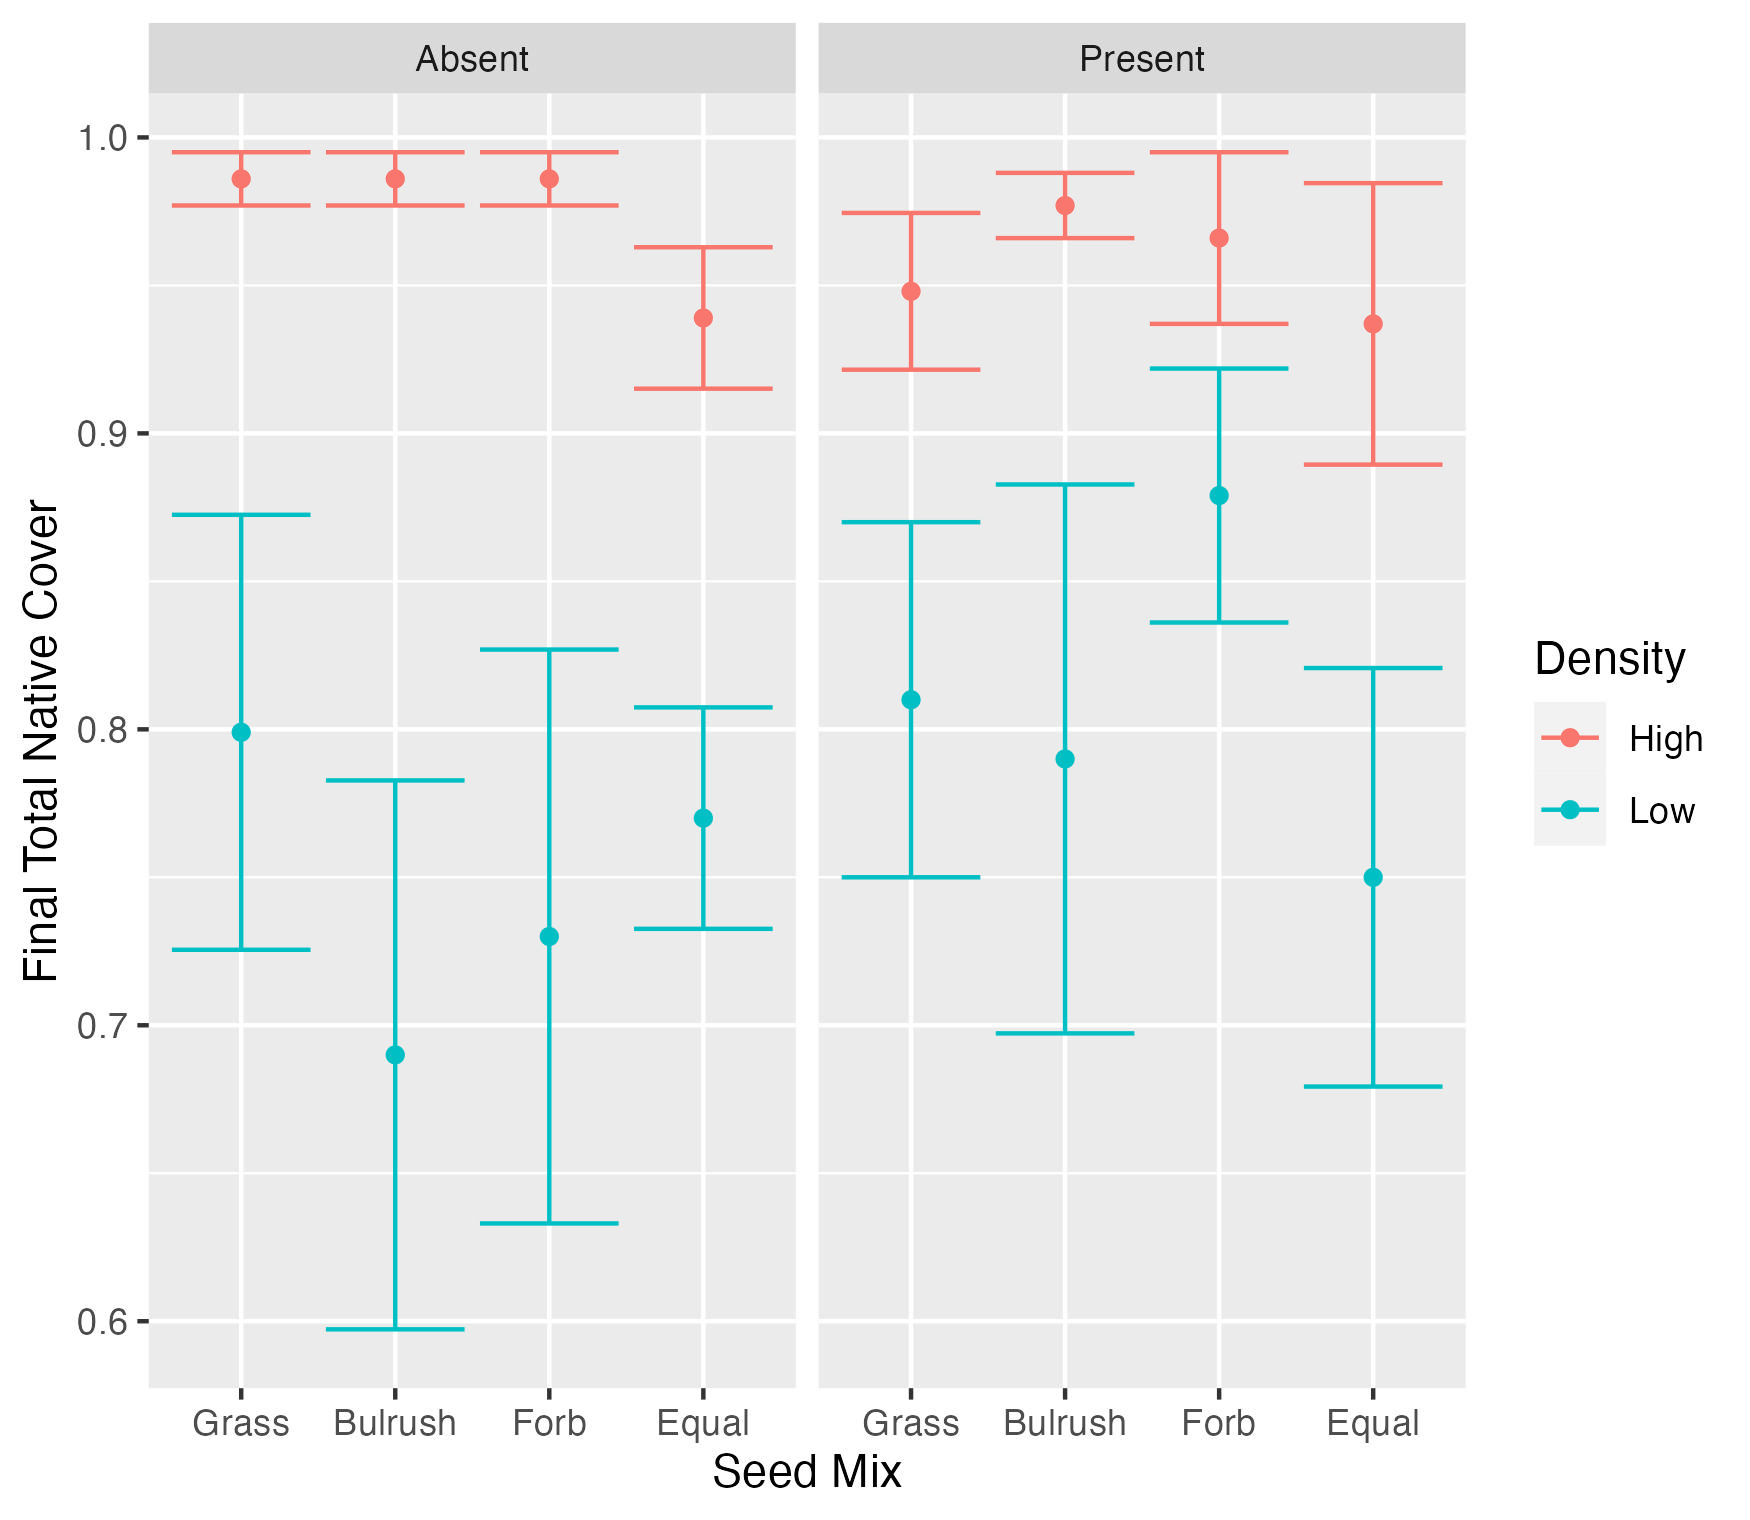 Absent
Present
1.0
0.9
0.8
0.7
0.6
Final Total Native Cover
Grass
Bulrush
Forb
Equal
Grass
Bulrush
Forb
Equal
Seed Mix
Density
High
Low